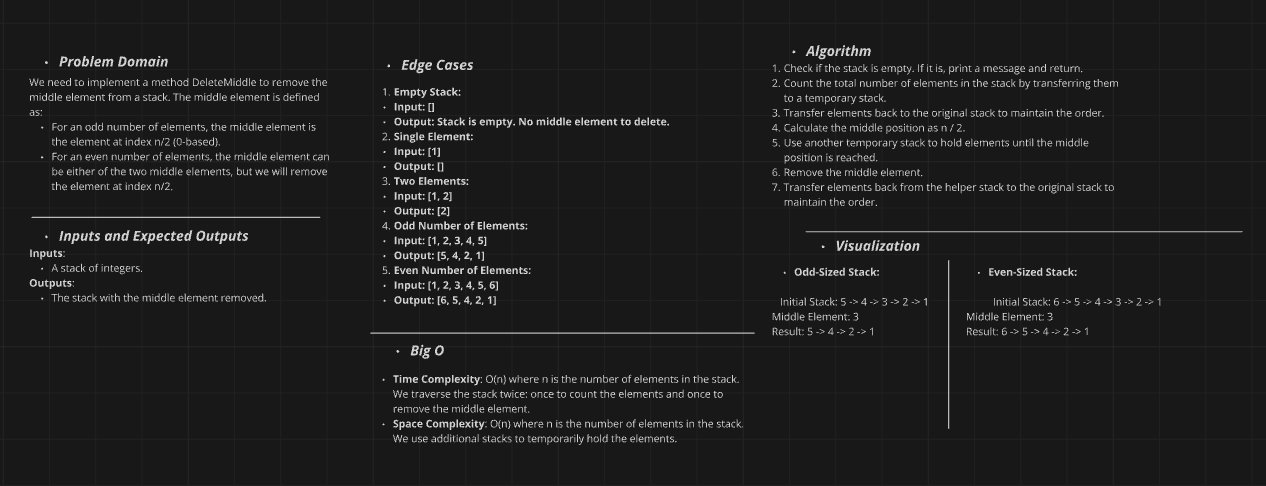 • Problem Domain
We need to implement a method DeleteMiddle to remove the
middle element from a stack. The middle element is defined
as:
• For an odd number of elements, the middle element is
the element at index n/2 (0-based).
• For an even number of elements, the middle element can
be either of the two middle elements, but we will remove
the element at index n/2.
• Inputs and Expected Outputs
Inputs:
• A stack of integers.
Outputs:
• The stack with the middle element removed.
• Edge Cases
1. Empty Stack:
• Input: []
• Output: Stack is empty. No middle element to delete.
2. Single Element:
• Input: [1]
• Output: []
3. Two Elements:
• Input: [1, 2]
• Output: [2]
4. Odd Number of Elements:
• Input: [1, 2, 3, 4, 5]
• Output: [5, 4, 2, 1]
5. Even Number of Elements:
• Input: [1, 2, 3, 4, 5, 6]
• Output: [6, 5, 4, 2, 1]
• Big O
• Time Complexity: O(n) where n is the number of elements in the stack.
We traverse the stack twice: once to count the elements and once to
remove the middle element.
• Space Complexity: O(n) where n is the number of elements in the stack.
We use additional stacks to temporarily hold the elements.
• Algorithm
1. Check if the stack is empty. If it is, print a message and return.
2. Count the total number of elements in the stack by transferring them
to a temporary stack.
3. Transfer elements back to the original stack to maintain the order.
4. Calculate the middle position as n / 2.
5. Use another temporary stack to hold elements until the middle
position is reached.
6. Remove the middle element.
7. Transfer elements back from the helper stack to the original stack to
maintain the order.
• Visualization
• Odd-Sized Stack:
Initial Stack: 5 -> 4 -> 3 -> 2 -> 1
Middle Element: 3
Result: 5 -> 4 -> 2 -> 1
• Even-Sized Stack:
Initial Stack: 6 -> 5 -> 4 -> 3 -> 2 -> 1
Middle Element: 3
Result: 6 -> 5 -> 4 -> 2 -> 1